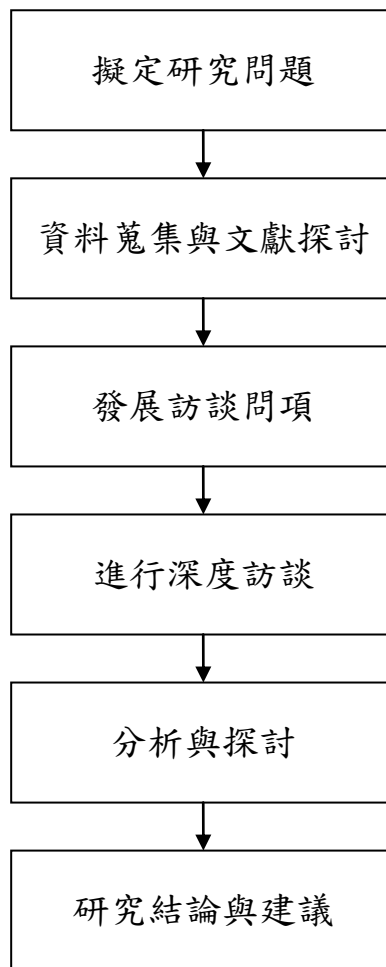 擬定研究問題
資料蒐集與文獻探討
發展訪談問項
進行深度訪談
分析與探討
研究結論與建議